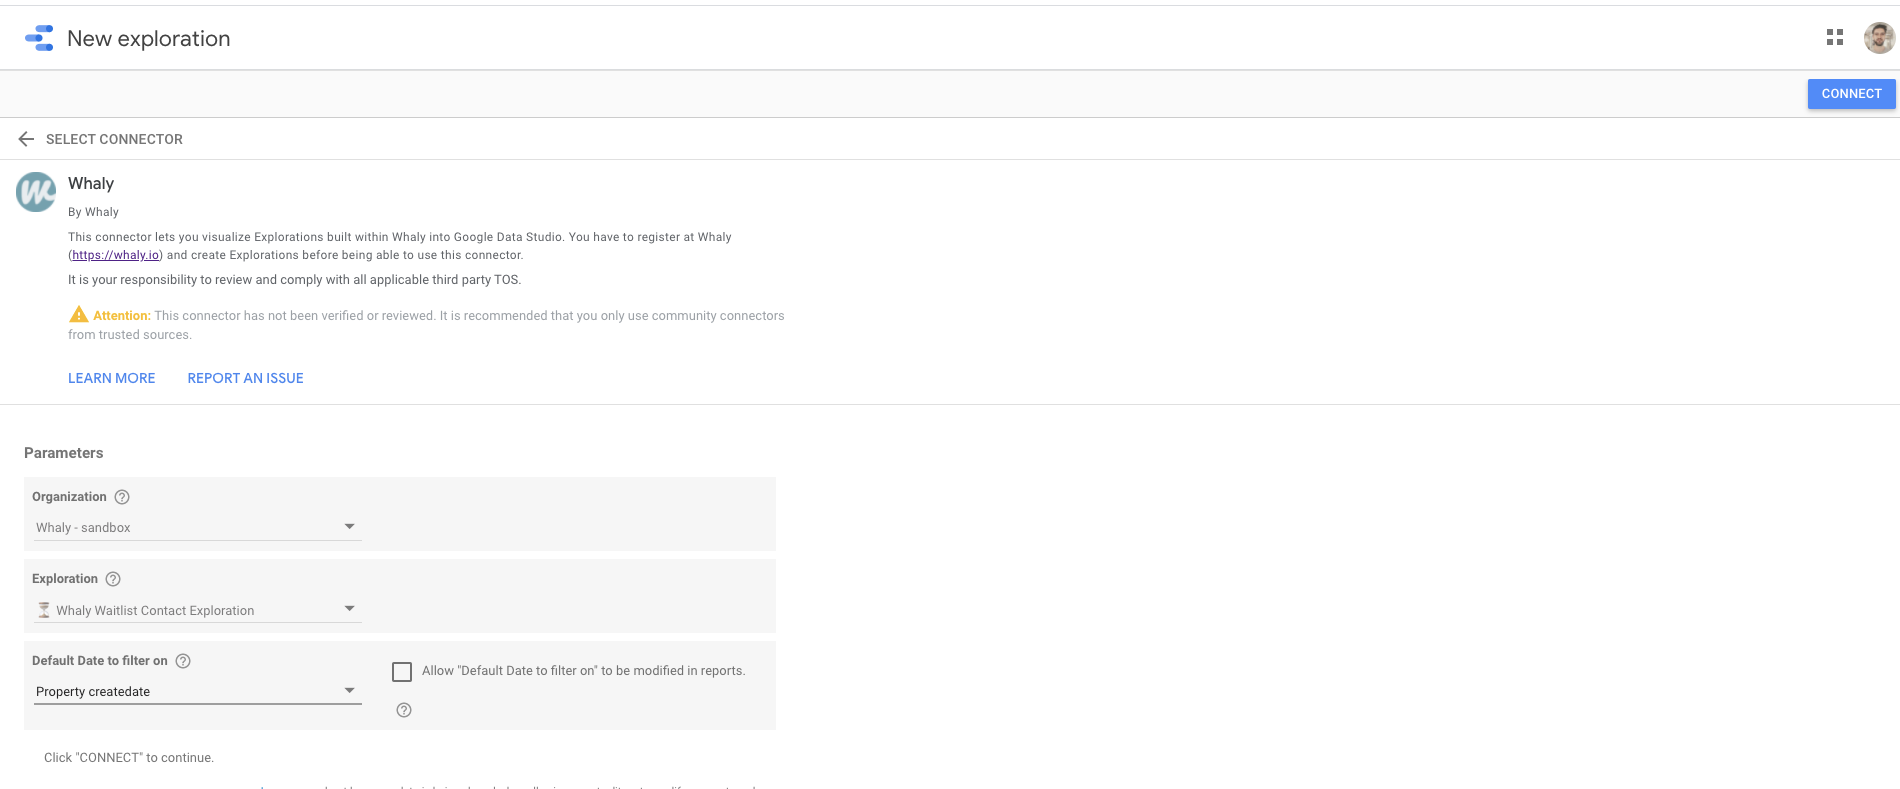 New exploration
CONNECT
SELECT CONNECTOR
Whaly
By Whaly
This connector lets you visualize Explorations built within Whaly into Google Data Studio. You have to register at Whaly
(https://whaly.io) and create Explorations before being able to use this connector.
It is your responsibility to review and comply with all applicable third party TOS.
Attention: This connector has not been verified or reviewed. It is recommended that you only use community connectors
from trusted sources.
LEARN MORE REPORT AN ISSUE
Parameters
Organization
Whaly - sandbox
Exploration
⏳ Whaly Waitlist Contact Exploration
Default Date to filter on
Allow "Default Date to filter on" to be modified in reports.
Property createdate
Click "CONNECT" to continue.